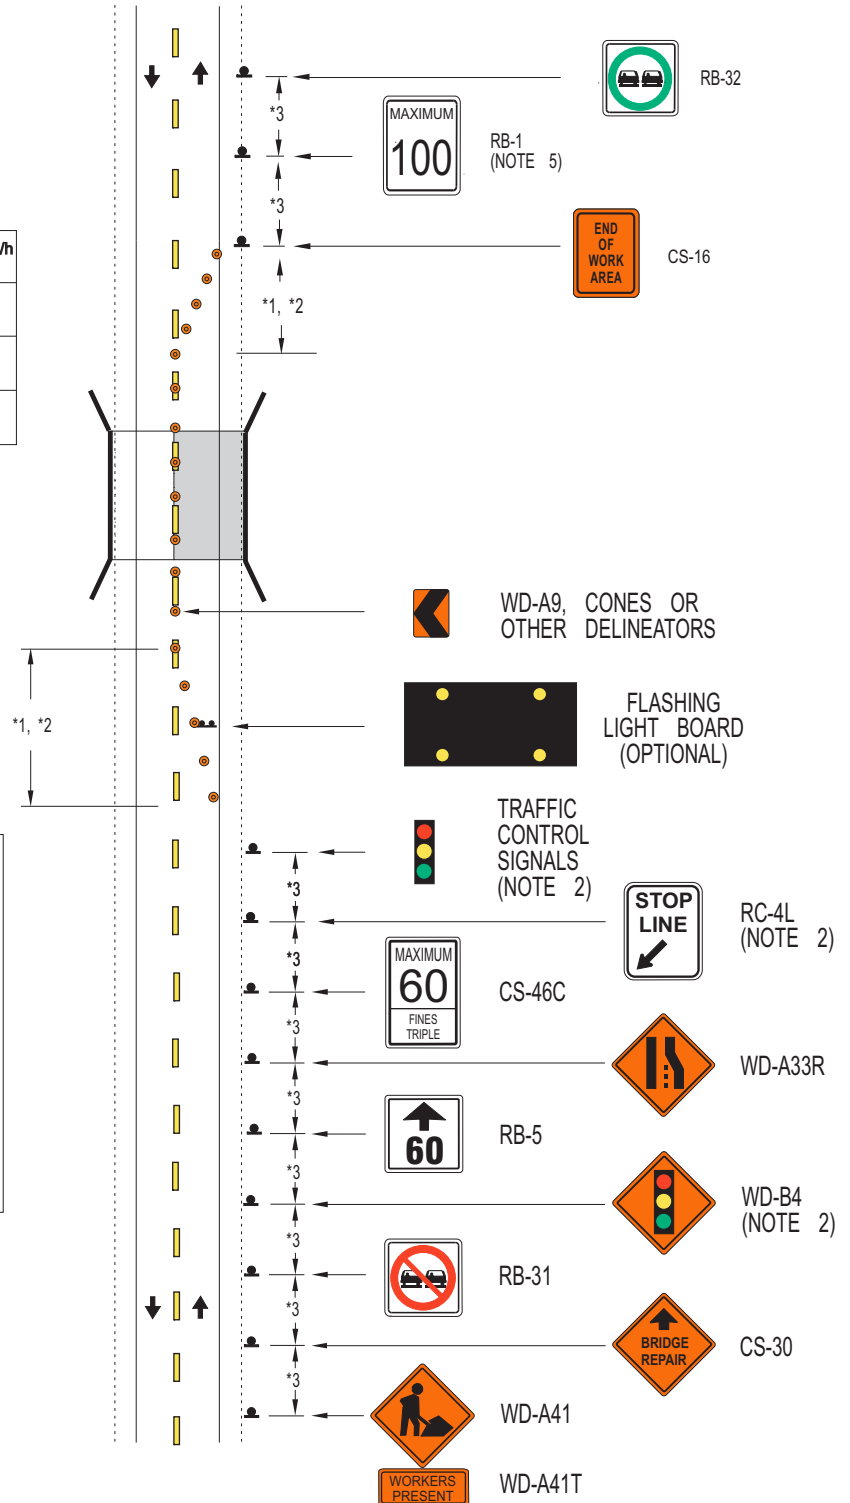 RB-32
*3
MAXIMUM
100
RB-1
(NOTE 5)
*3
/h
END
OF
WORK
AREA
CS-16
*1, *2
WD-A9, CONES OR
OTHER DELINEATORS
*1, *2
FLASHING
LIGHT BOARD
(OPTIONAL)
TRAFFIC
CONTROL
SIGNALS
(NOTE 2)
*3
STOP
LINE
RC-4L
(NOTE 2)
*3
MAXIMUM
60
FINES
TRIPLE
CS-46C
*3
WD-A33R
*3
60
RB-5
*3
WD-B4
(NOTE 2)
*3
RB-31
*3
BRIDGE
REPAIR
CS-30
*3
WD-A41
WORKERS
PRESENT
WD-A41T